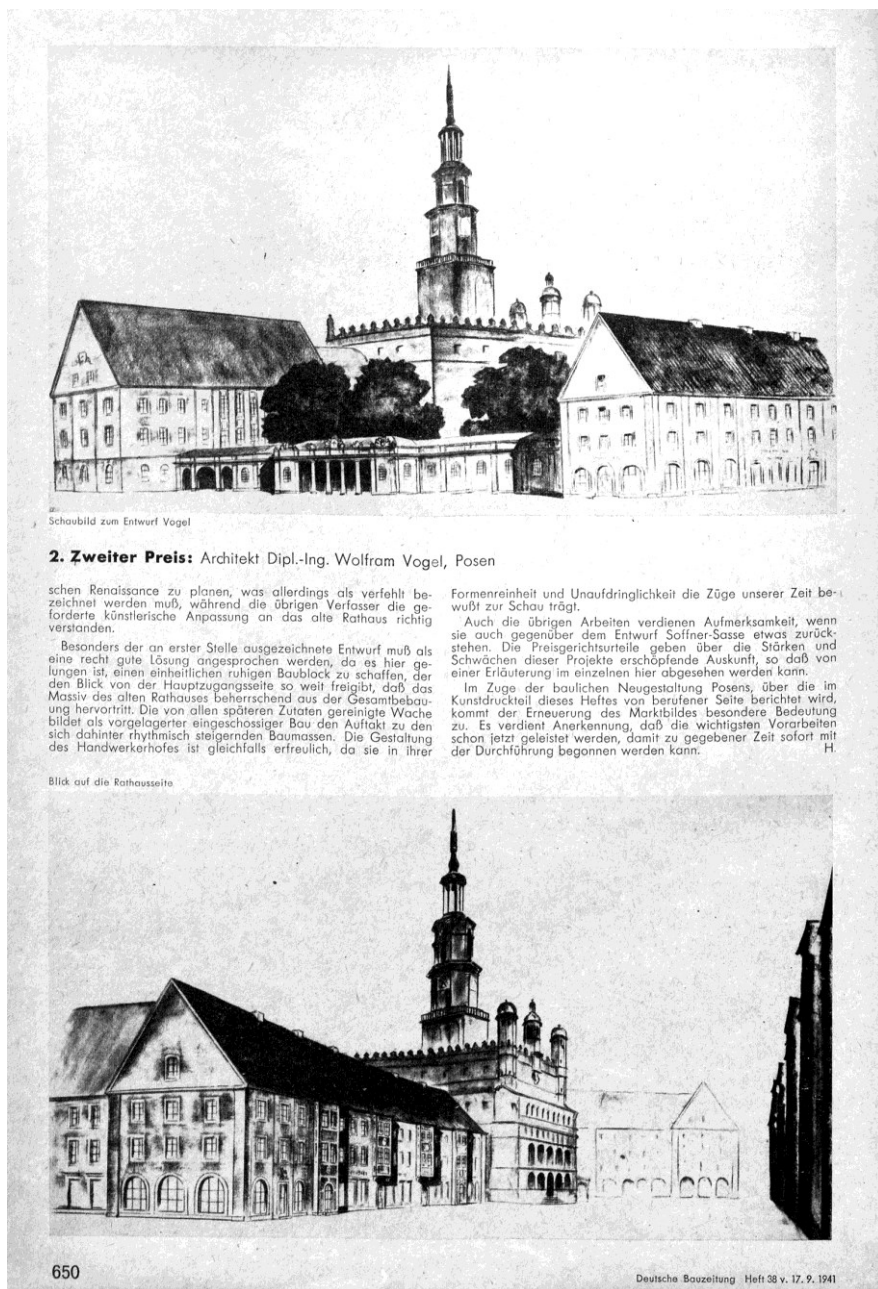 Schaubild zum Entwurf Vogel
2. Zweiter Preis: Architekt Dipl.-Ing. Wolfram Vogel, Posen
schen Renaissance zu planen, was allerdings als verfehlt be-
zeichnet werden muß, während die übrigen Verfasser die ge-
forderte künstlerische Anpassung an das alte Rathaus richtig
verstanden.
Besonders der an erster Stelle ausgezeichnete Entwurf muß als
eine recht gute Lösung angesprochen werden, da es hier ge-
lungen ist, einen einheitlichen ruhigen Baublock zu schaffen, der
den Blick von der Hauptzugangsseite so weit freigibt, daß das
Massiv des alten Rathauses beherrschend aus der Gesamtbebau-
ung hervortritt. Die von allen späteren Zutaten gereinigte Wache
bildet als vorgelagerter eingeschossiger Bau den Auftakt zu den
sich dahinter rhythmisch steigernden Baumassen. Die Gestaltung
des Handwerkerhofes ist gleichfalls erfreulich, da sie in ihrer
Formenreinheit und Unaufdringlichkeit die Züge unserer Zeit be-
wußt zur Schau trägt.
Auch die übrigen Arbeiten verdienen Aufmerksamkeit, wenn
sie auch gegenüber dem Entwurf Soffner-Sasse etwas zurück-
stehen. Die Preisgerichtsurteile geben über die Stärken und
Schwächen dieser Projekte erschöpfende Auskunft, so daß von
einer Erläuterung im einzelnen hier abgesehen werden kann.
Im Zuge der baulichen Neugestaltung Posens, über die im
Kunstdruckteil dieses Heftes von berufener Seite berichtet wird,
kommt der Erneuerung des Marktbildes besondere Bedeutung
zu. Es verdient Anerkennung, daß die wichtigsten Vorarbeiten
schon jetzt geleistet werden, damit zu gegebener Zeit sofort mit
der Durchführung begonnen werden kann. H.
Blick auf die Rathausseite
650
Deutsche Bauzeitung Heft 38 v. 17. 9. 1941